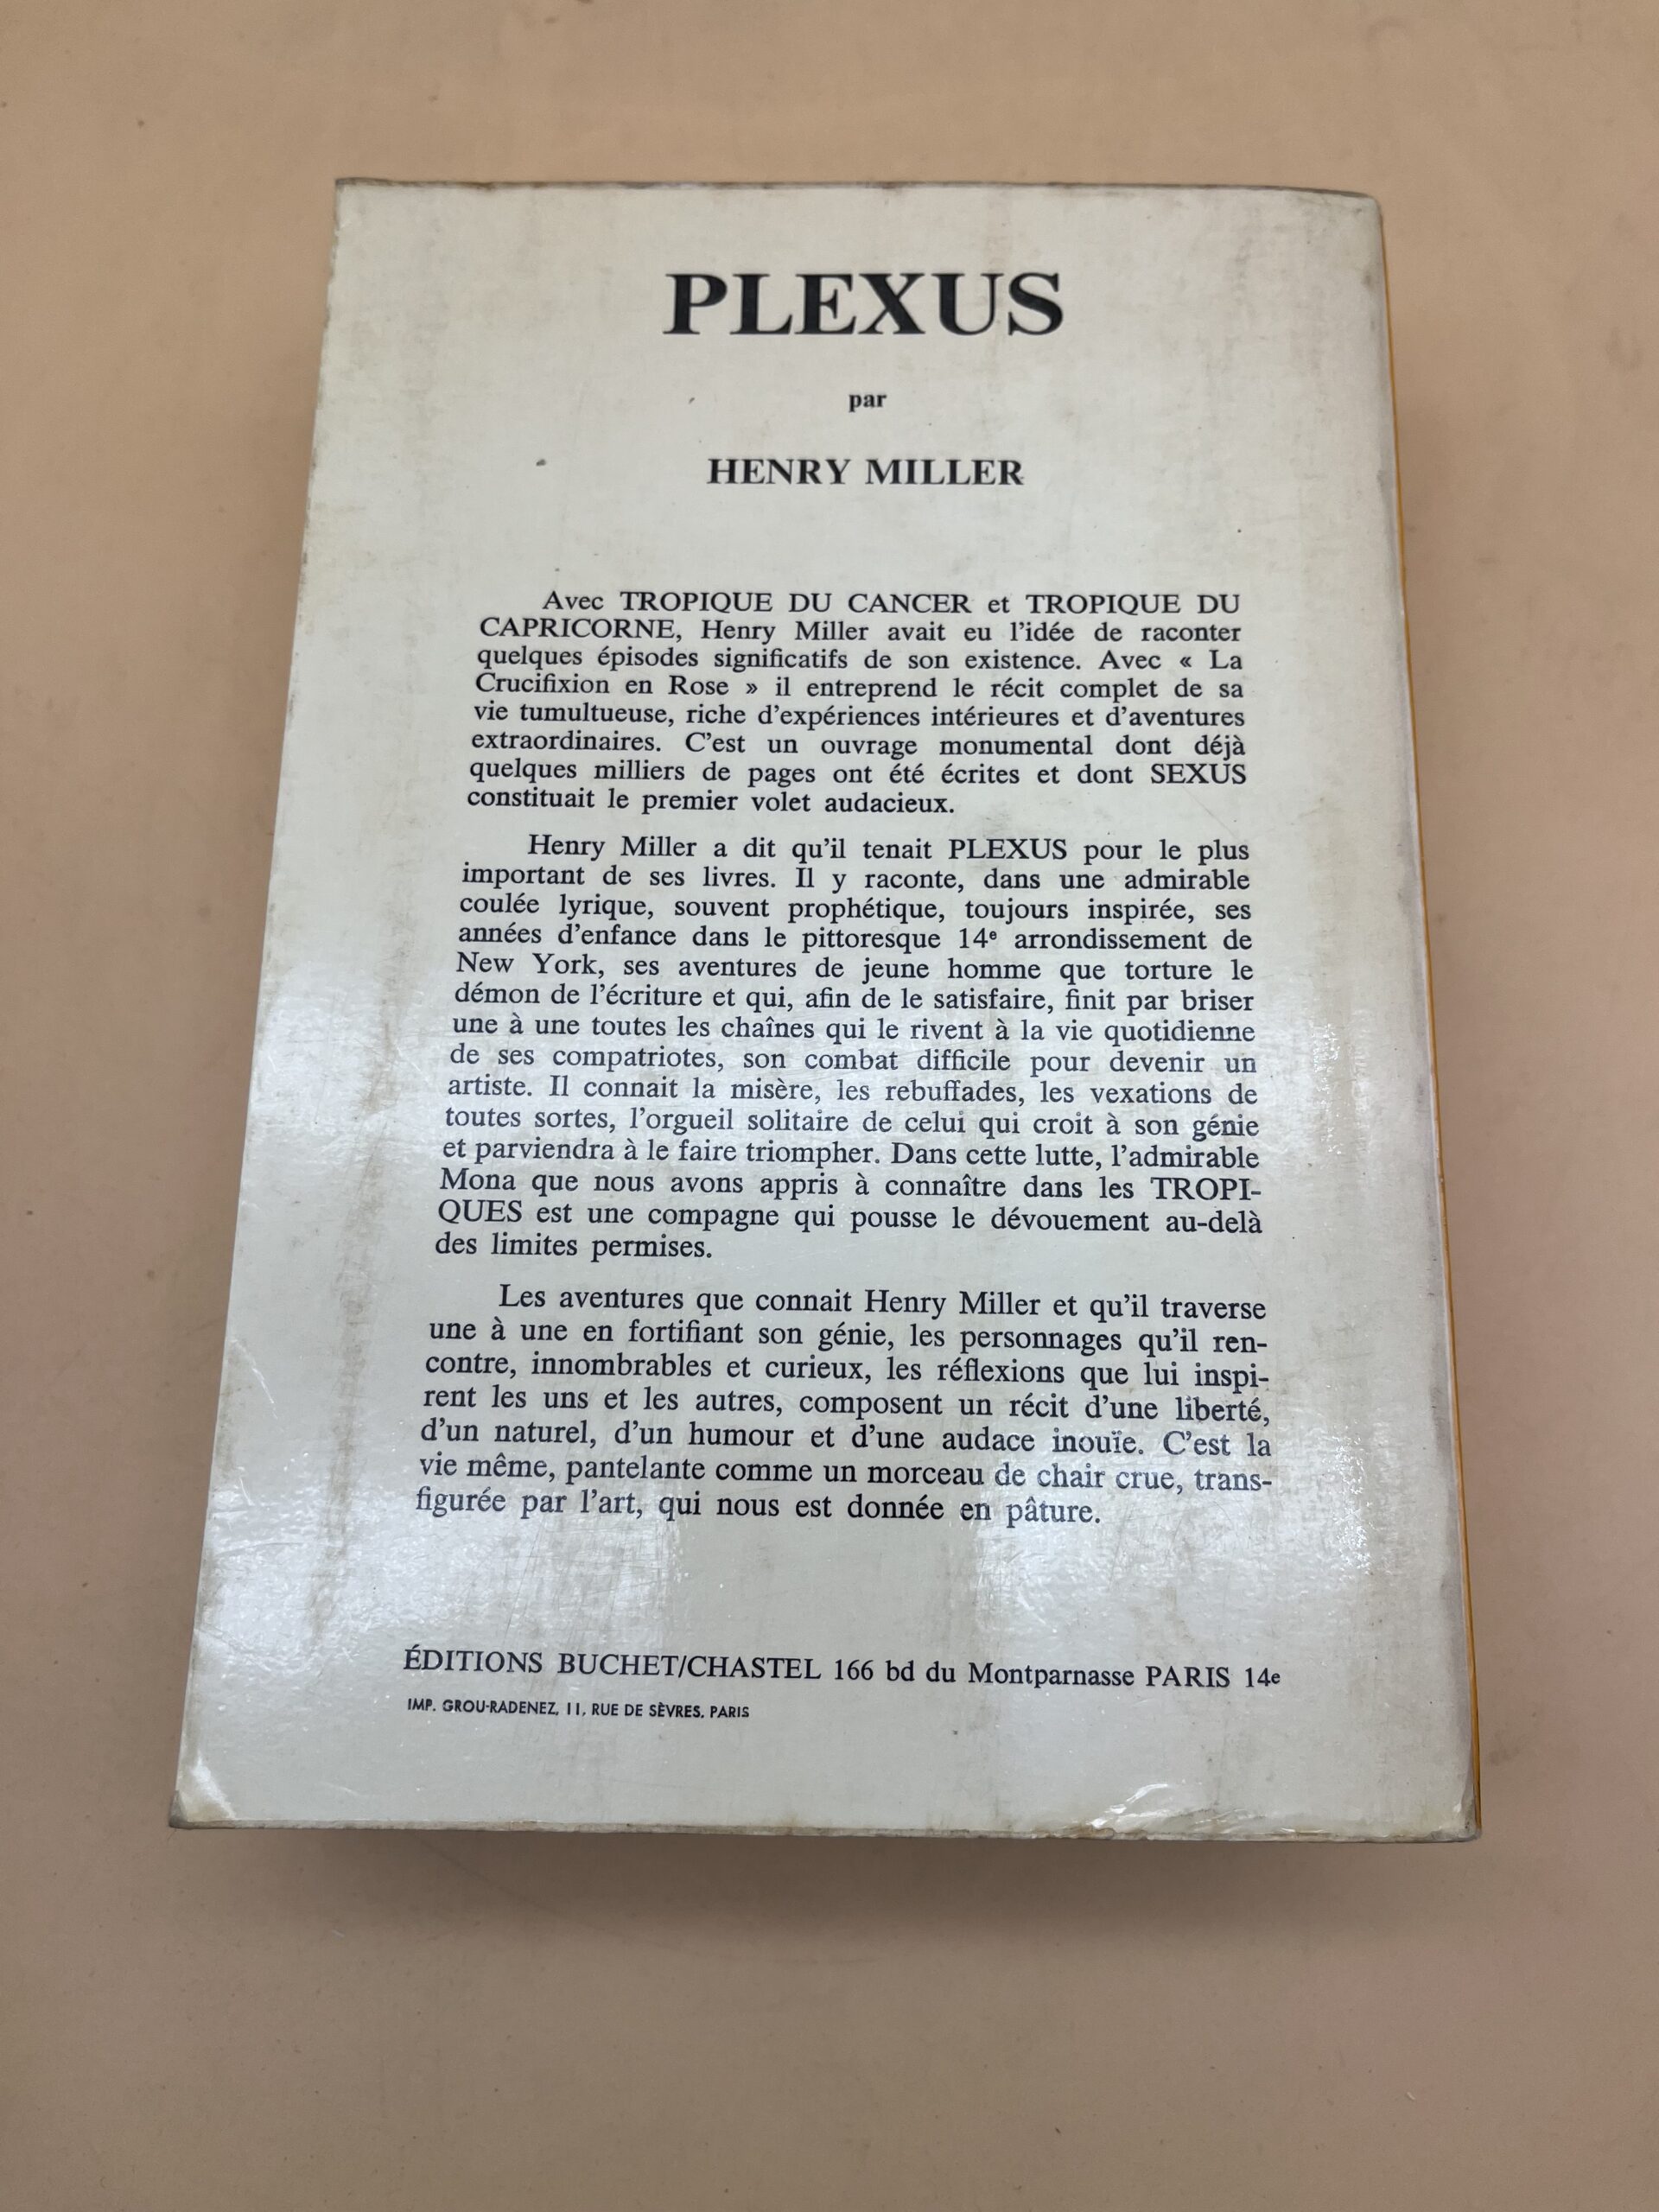 PLEXUS
par
HENRY MILLER
Avec TROPIQUE DU CANCER et TROPIQUE DU
CAPRICORNE, Henry Miller avait eu l'idée de raconter
quelques épisodes significatifs de son existence. Avec « La
Crucifixion en Rose » il entreprend le récit complet de sa
vie tumultueuse, riche d'expériences intérieures et d'aventures
extraordinaires. C'est un ouvrage monumental dont déjà
quelques milliers de pages ont été écrites et dont SEXUS
constituait le premier volet audacieux.
Henry Miller a dit qu'il tenait PLEXUS pour le plus
important de ses livres. Il y raconte, dans une admirable
coulée lyrique, souvent prophétique, toujours inspirée, ses
années d'enfance dans le pittoresque 14e arrondissement de
New York, ses aventures de jeune homme que torture le
démon de l'écriture et qui, afin de le satisfaire, finit par briser
une à une toutes les chaînes qui le rivent à la vie quotidienne
de ses compatriotes, son combat difficile pour devenir un
artiste. Il connait la misère, les rebuffades, les vexations de
toutes sortes, l'orgueil solitaire de celui qui croit à son génie
et parviendra à le faire triompher. Dans cette lutte, l'admirable
Mona que nous avons appris à connaître dans les TROPI-
QUES est une compagne qui pousse le dévouement au-delà
des limites permises.
Les aventures que connait Henry Miller et qu'il traverse
une à une en fortifiant son génie, les personnages qu'il ren-
contre, innombrables et curieux, les réflexions que lui inspi-
rent les uns et les autres, composent un récit d'une liberté,
d'un naturel, d'un humour et d'une audace inouïe. C'est la
vie même, pantelante comme un morceau de chair crue, trans-
figurée par l'art, qui nous est donnée en pâture.
ÉDITIONS BUCHET/CHASTEL 166 bd du Montparnasse PARIS 14e
IMP. GROU-RADENEZ, 11, RUE DE SÈVRES, PARIS